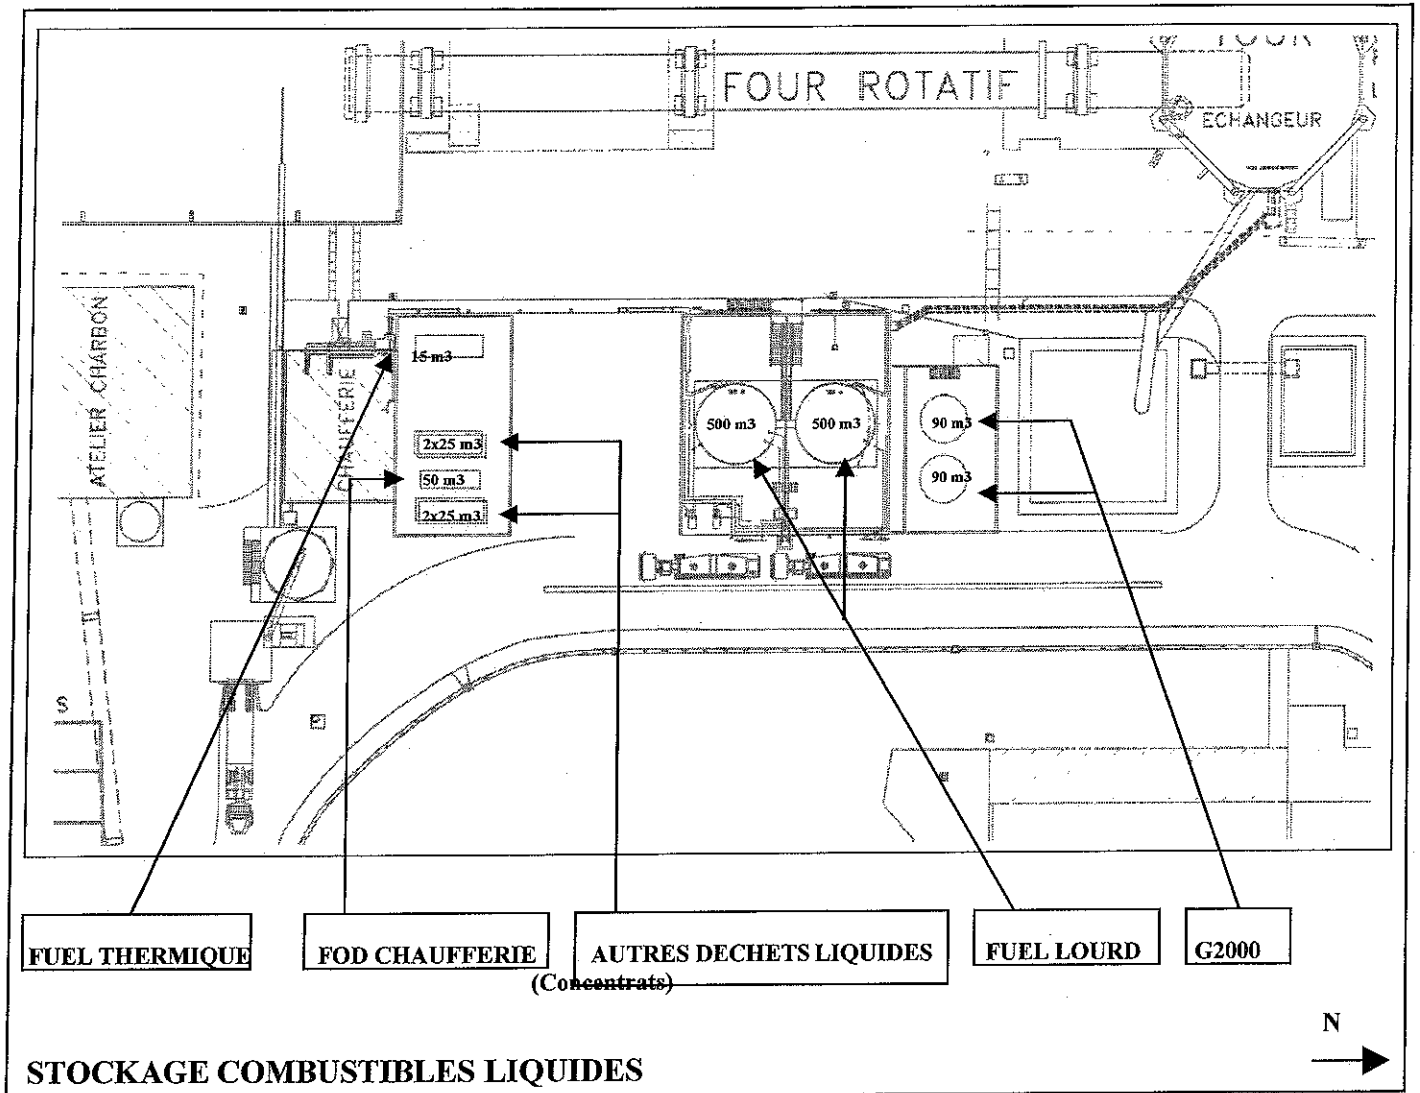 TOUR
FOUR ROTATIF
ECHANGEUR
ATELIER CHARBON
CHAUFFERIE
15 m3
2x25 m3
50 m3
2x25 m3
500 m3
500 m3
90 m3
90 m3
S
FUEL THERMIQUE
FOD CHAUFFERIE
AUTRES DECHETS LIQUIDES
(Concentrats)
FUEL LOURD
G2000
N
STOCKAGE COMBUSTIBLES LIQUIDES